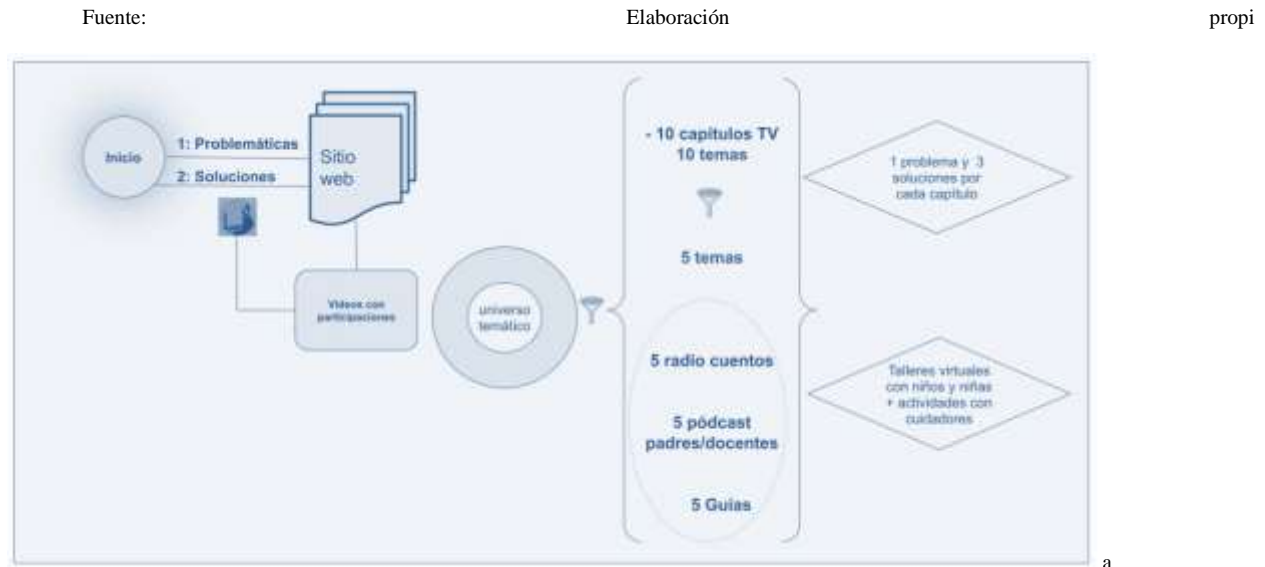 Fuente: Elaboración propi
Inicio
1: Problemáticas
2: Soluciones
Sitio
web
Videos con
participaciones
universo
temático
- 10 capítulos TV
10 temas
5 temas
5 radio cuentos
5 pódcast
padres/docentes
5 Guías
1 problema y 3
soluciones por
cada capítulo
Talleres virtuales
con niños y niñas
+ actividades con
cuidadores
a